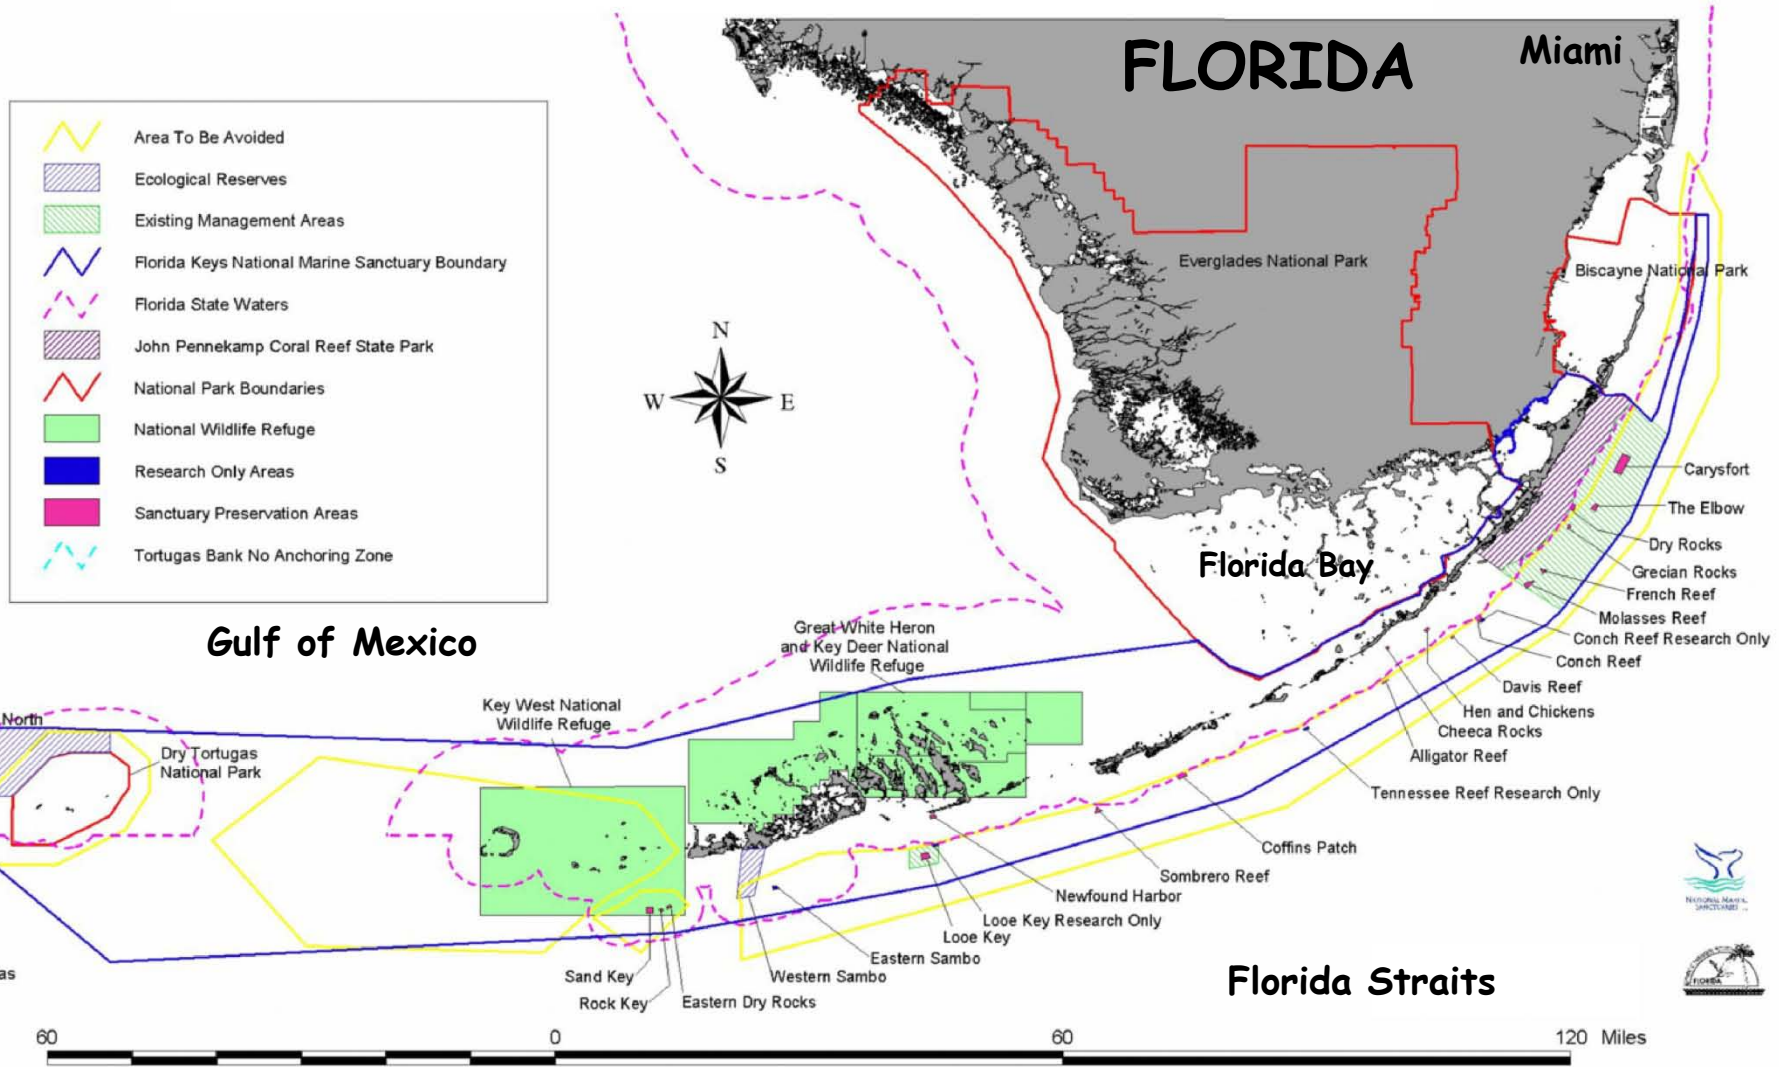 FLORIDA
Miami
Area To Be Avoided
Ecological Reserves
Existing Management Areas
Florida Keys National Marine Sanctuary Boundary
Florida State Waters
John Pennekamp Coral Reef State Park
National Park Boundaries
National Wildlife Refuge
Research Only Areas
Sanctuary Preservation Areas
Tortugas Bank No Anchoring Zone
Everglades National Park
Biscayne National Park
N
W
E
S
Carysfort
The Elbow
Dry Rocks
Grecian Rocks
French Reef
Molasses Reef
Conch Reef Research Only
Conch Reef
Davis Reef
Hen and Chickens
Cheeca Rocks
Alligator Reef
Tennessee Reef Research Only
Coffins Patch
Sombrero Reef
Newfound Harbor
Looe Key Research Only
Looe Key
Eastern Sambo
Western Sambo
Eastern Dry Rocks
Rock Key
Sand Key
Florida Bay
Gulf of Mexico
Great White Heron
and Key Deer National
Wildlife Refuge
Key West National
Wildlife Refuge
North
Dry Tortugas
National Park
as
Florida Straits
NATIONAL MARINE
SANCTUARIES
FLORIDA
60
0
60
120 Miles